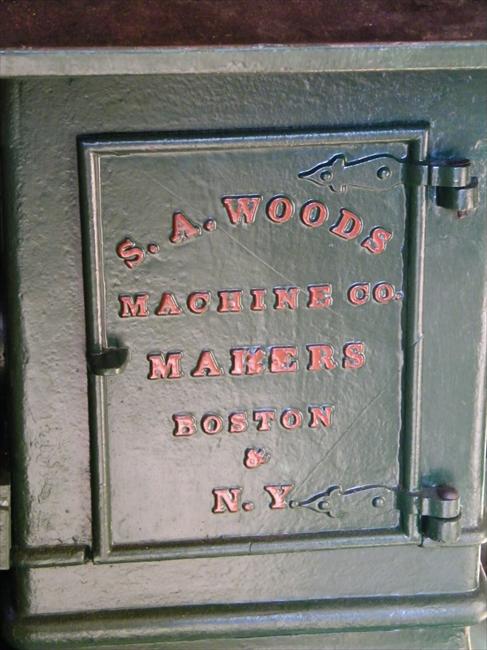 S. A. WOODS
MACHINE CO.
MAKERS
BOSTON
&
N. Y.